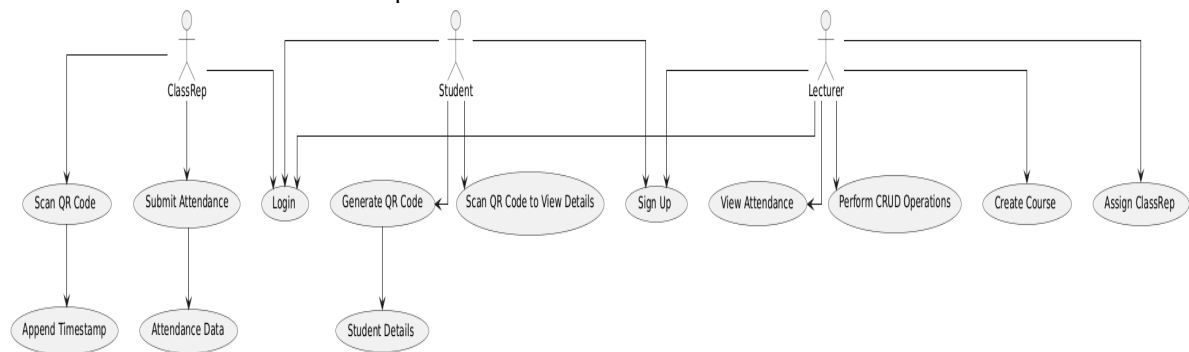 ClassRep
Student
Lecturer
Scan QR Code
Submit Attendance
Login
Generate QR Code
Scan QR Code to View Details
Sign Up
View Attendance
Perform CRUD Operations
Create Course
Assign ClassRep
Append Timestamp
Attendance Data
Student Details